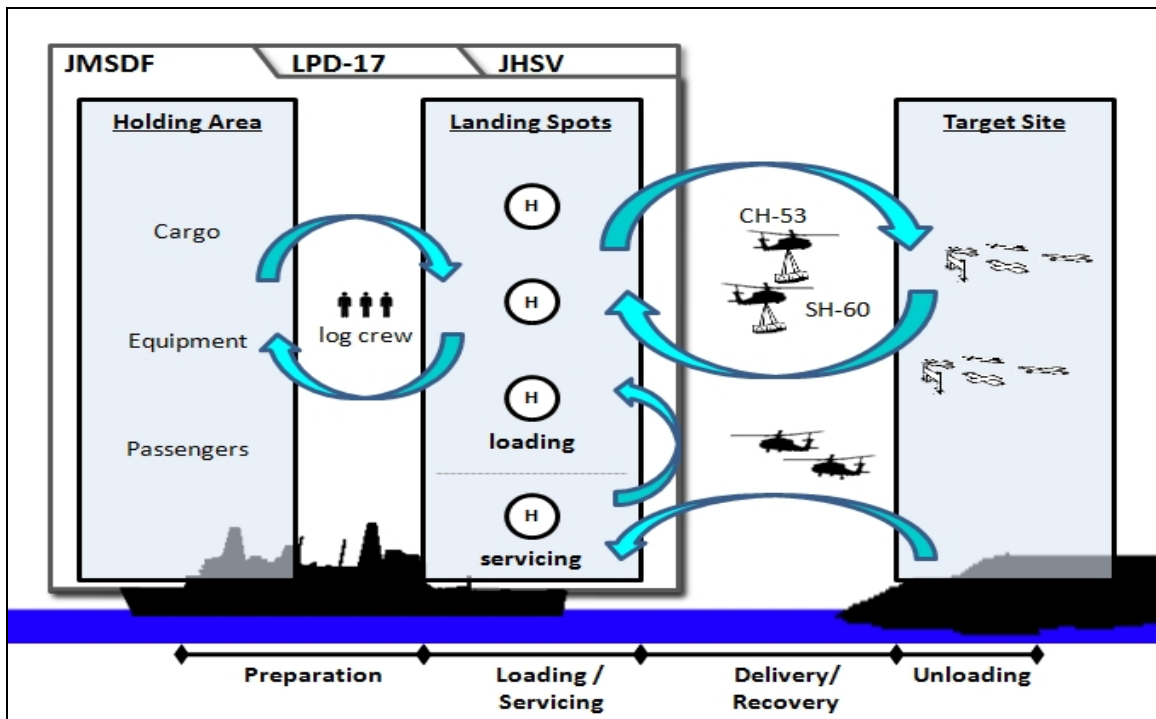 JMSDF LPD-17 JHSV
Holding Area
Landing Spots
Target Site
Cargo
Equipment
Passengers
log crew
H
H
H
loading
H
servicing
CH-53
SH-60
Preparation
Loading /
Servicing
Delivery/
Recovery
Unloading